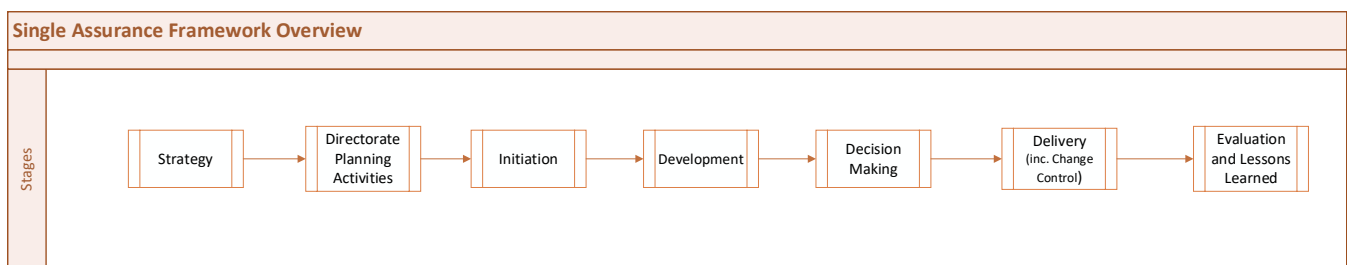 Single Assurance Framework Overview
Stages
Strategy
Directorate
Planning
Activities
Initiation
Development
Decision
Making
Delivery
(inc. Change
Control)
Evaluation
and Lessons
Learned